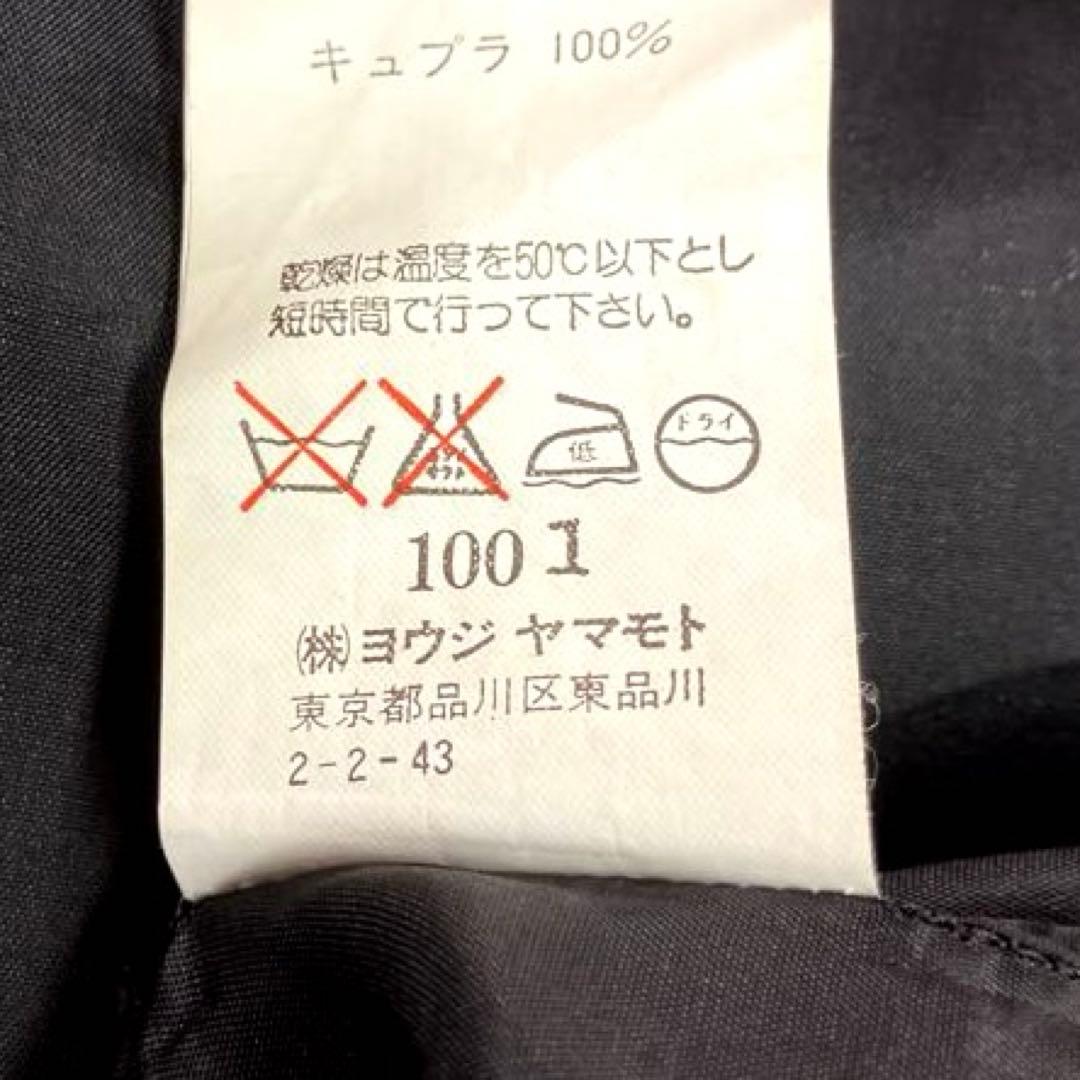 キュプラ 100%
乾燥は温度を50℃以下とし
短時間で行って下さい。
低 ドライ
100 1
㈱ヨウジ ヤマモト
東京都品川区東品川
2-2-43